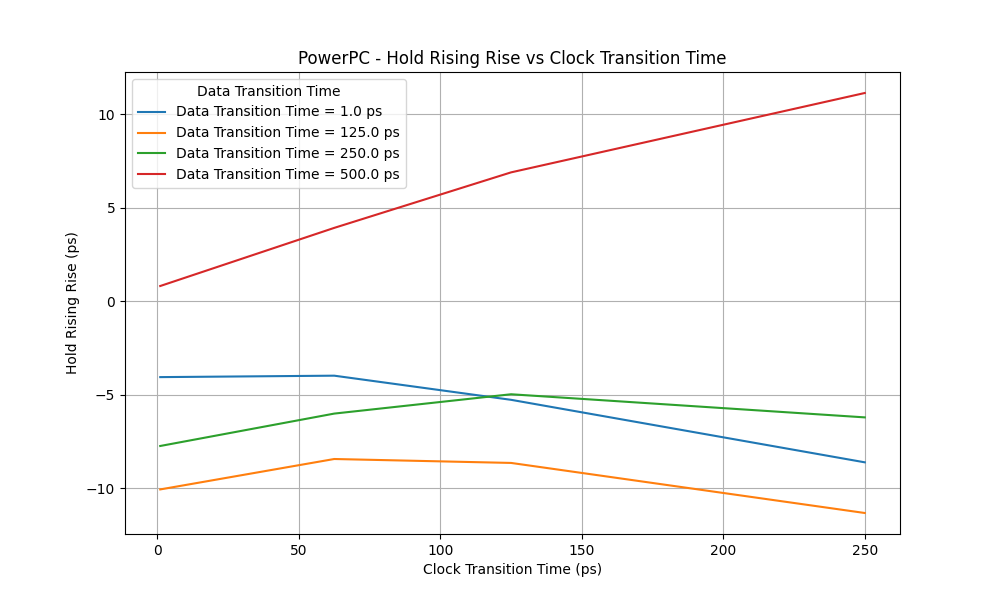 PowerPC - Hold Rising Rise vs Clock Transition Time
Data Transition Time
Data Transition Time = 1.0 ps
Data Transition Time = 125.0 ps
Data Transition Time = 250.0 ps
Data Transition Time = 500.0 ps
Hold Rising Rise (ps)
10
5
0
−5
−10
0 50 100 150 200 250
Clock Transition Time (ps)